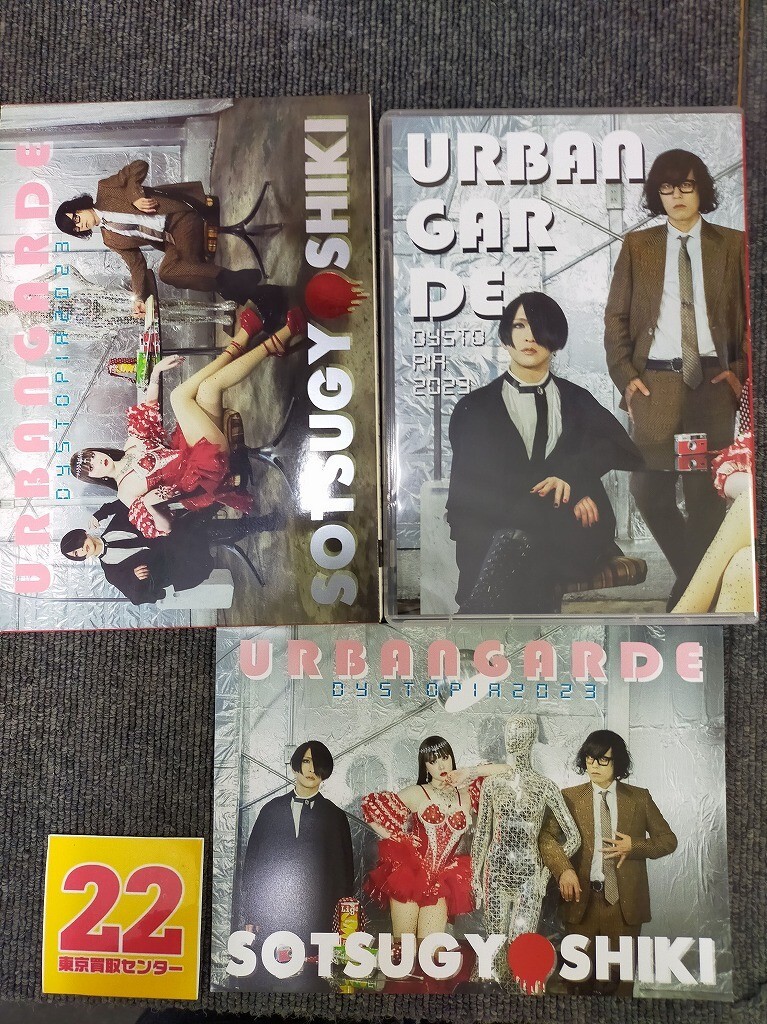 URBANGARDE
DYSTOPIA2023
SOTSUGYOSHIKI
URBAN
GAR
DE
DYSTO
PIA
2023
URBANGARDE
DYSTOPIA2023
SOTSUGYOSHIKI
22
東京買取センター